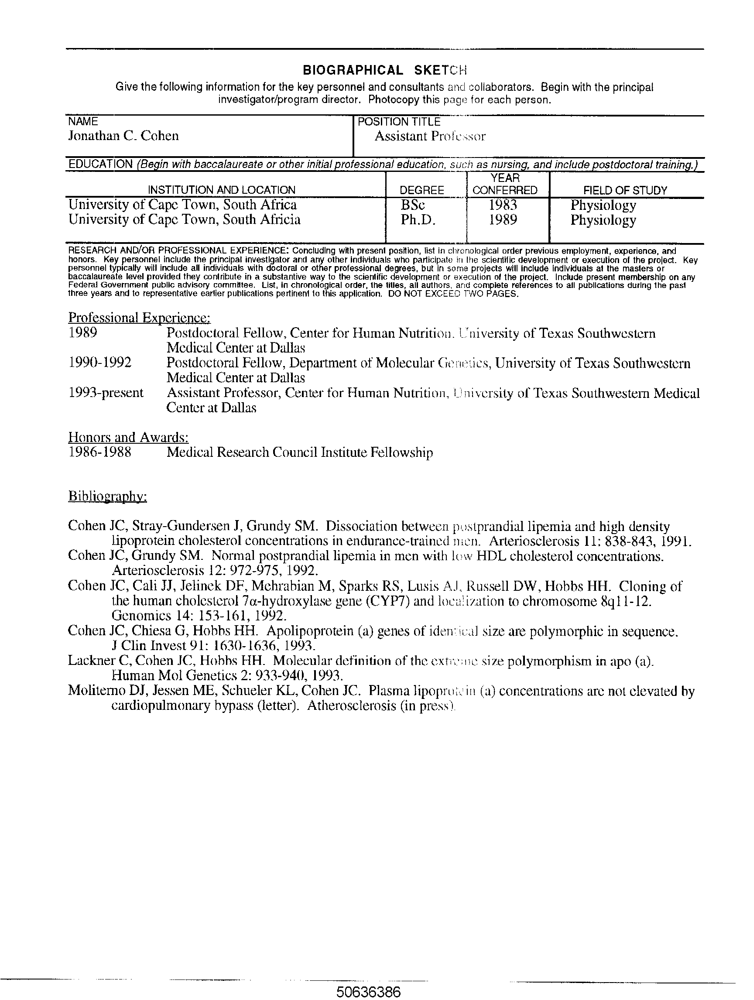 BIOGRAPHICAL SKETCH
Give the following information for the key personnel and consultants and collaborators. Begin with the principal
investigator/program director. Photocopy this page for each person.
NAME POSITION TITLE
Jonathan C. Cohen Assistant Professor
EDUCATION (Begin with baccalaureate or other initial professional education, such as nursing, and include postdoctoral training.)
YEAR
INSTITUTION AND LOCATION DEGREE CONFERRED FIELD OF STUDY
University of Cape Town, South Africa BSc 1983 Physiology
University of Cape Town, South Africia Ph.D. 1989 Physiology
RESEARCH AND/OR PROFESSIONAL EXPERIENCE: Concluding with present position, list in chronological order previous employment, experience, and
honors. Key personnel include the principal investigator and any other individuals who participate in the scientific development or execution of the project. Key
personnel typically will include all individuals with doctoral or other professional degrees, but in some projects will include individuals at the masters or
baccalaureate level provided they contribute in a substantive way to the scientific development or execution of the project. Include present membership on any
Federal Government public advisory committee. List, in chronological order, the titles, all authors, and complete references to all publications during the past
three years and to representative earlier publications pertinent to this application. DO NOT EXCEED TWO PAGES.
Professional Experience:
1989 Postdoctoral Fellow, Center for Human Nutrition. University of Texas Southwestern
Medical Center at Dallas
1990-1992 Postdoctoral Fellow, Department of Molecular Genetics, University of Texas Southwestern
Medical Center at Dallas
1993-present Assistant Professor, Center for Human Nutrition, University of Texas Southwestern Medical
Center at Dallas
Honors and Awards:
1986-1988 Medical Research Council Institute Fellowship
Bibliography:
Cohen JC, Stray-Gundersen J, Grundy SM. Dissociation between postprandial lipemia and high density
lipoprotein cholesterol concentrations in endurance-trained men. Arteriosclerosis 11: 838-843, 1991.
Cohen JC, Grundy SM. Normal postprandial lipemia in men with low HDL cholesterol concentrations.
Arteriosclerosis 12: 972-975, 1992.
Cohen JC, Cali JJ, Jelinek DF, Mehrabian M, Sparks RS, Lusis AJ, Russell DW, Hobbs HH. Cloning of
the human cholesterol 7α-hydroxylase gene (CYP7) and localization to chromosome 8q11-12.
Genomics 14: 153-161, 1992.
Cohen JC, Chiesa G, Hobbs HH. Apolipoprotein (a) genes of identical size are polymorphic in sequence.
J Clin Invest 91: 1630-1636, 1993.
Lackner C, Cohen JC, Hobbs HH. Molecular definition of the extreme size polymorphism in apo (a).
Human Mol Genetics 2: 933-940, 1993.
Moliterno DJ, Jessen ME, Schueler KL, Cohen JC. Plasma lipoprotein (a) concentrations are not elevated by
cardiopulmonary bypass (letter). Atherosclerosis (in press).
50636386